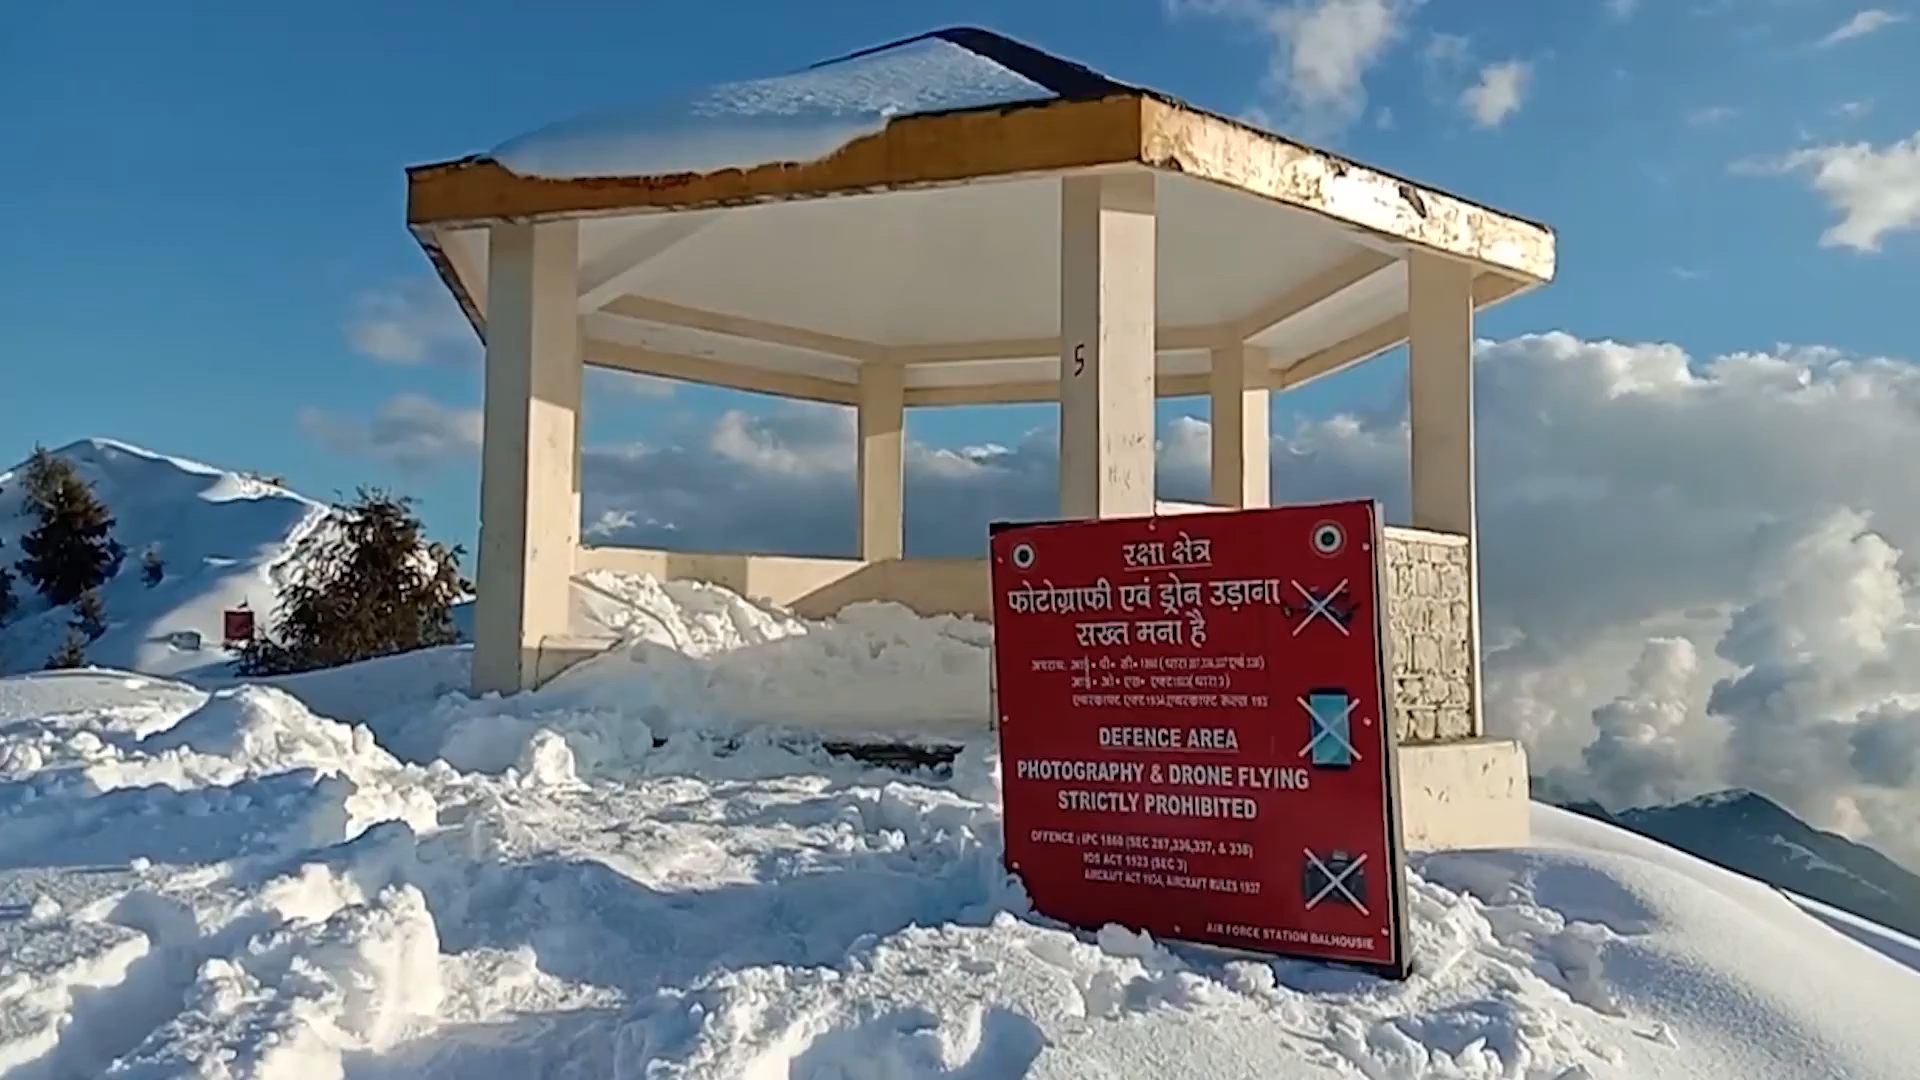 5
रक्षा क्षेत्र
फोटोग्राफी एवं ड्रोन उड़ाना
सख्त मना है
DEFENCE AREA
PHOTOGRAPHY & DRONE FLYING
STRICTLY PROHIBITED
OFFENCE : IPC 1860 (SEC 287,336,337, & 338)
IOS ACT 1923 (SEC 3)
AIRCRAFT ACT 1934, AIRCRAFT RULES 1937
AIR FORCE STATION DALHOUSIE